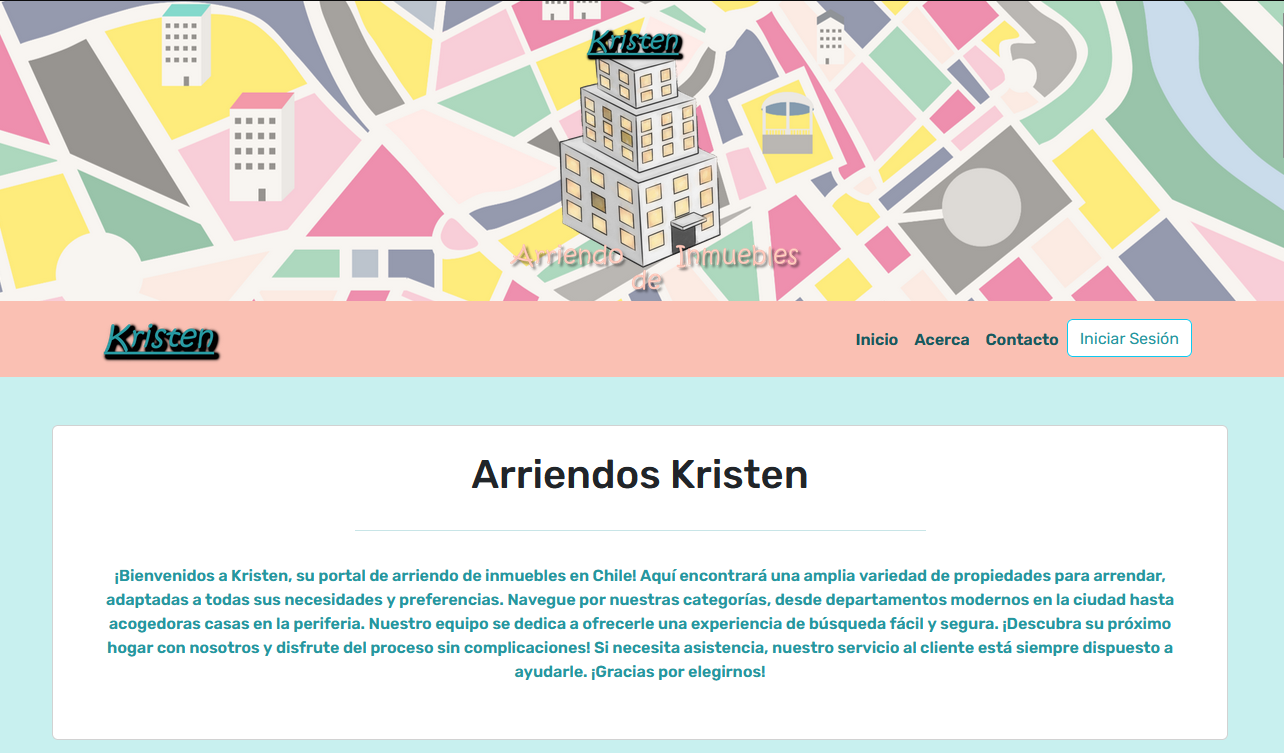 Kristen
Arriendo Inmuebles
de
Kristen
Inicio Acerca Contacto Iniciar Sesión
Arriendos Kristen
¡Bienvenidos a Kristen, su portal de arriendo de inmuebles en Chile! Aquí encontrará una amplia variedad de propiedades para arrendar,
adaptadas a todas sus necesidades y preferencias. Navegue por nuestras categorías, desde departamentos modernos en la ciudad hasta
acogedoras casas en la periferia. Nuestro equipo se dedica a ofrecerle una experiencia de búsqueda fácil y segura. ¡Descubra su próximo
hogar con nosotros y disfrute del proceso sin complicaciones! Si necesita asistencia, nuestro servicio al cliente está siempre dispuesto a
ayudarle. ¡Gracias por elegirnos!